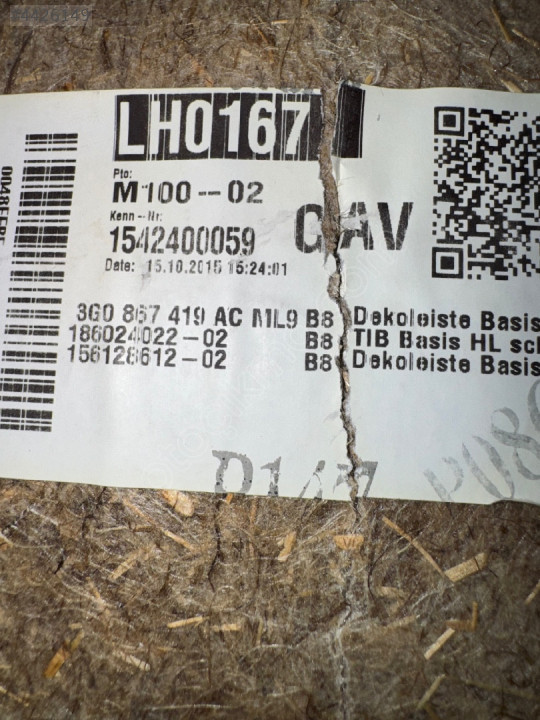 LH0167
Pto:
M100--02
Kenn-Nr:
1542400059
GAV
Date: 15.10.2015 15:24:01
3G0 867 419 AC ML9 B8 Dekoleiste Basis
186024022-02 B8 TIB Basis HL sch
156128612-02 B8 Dekoleiste Basis